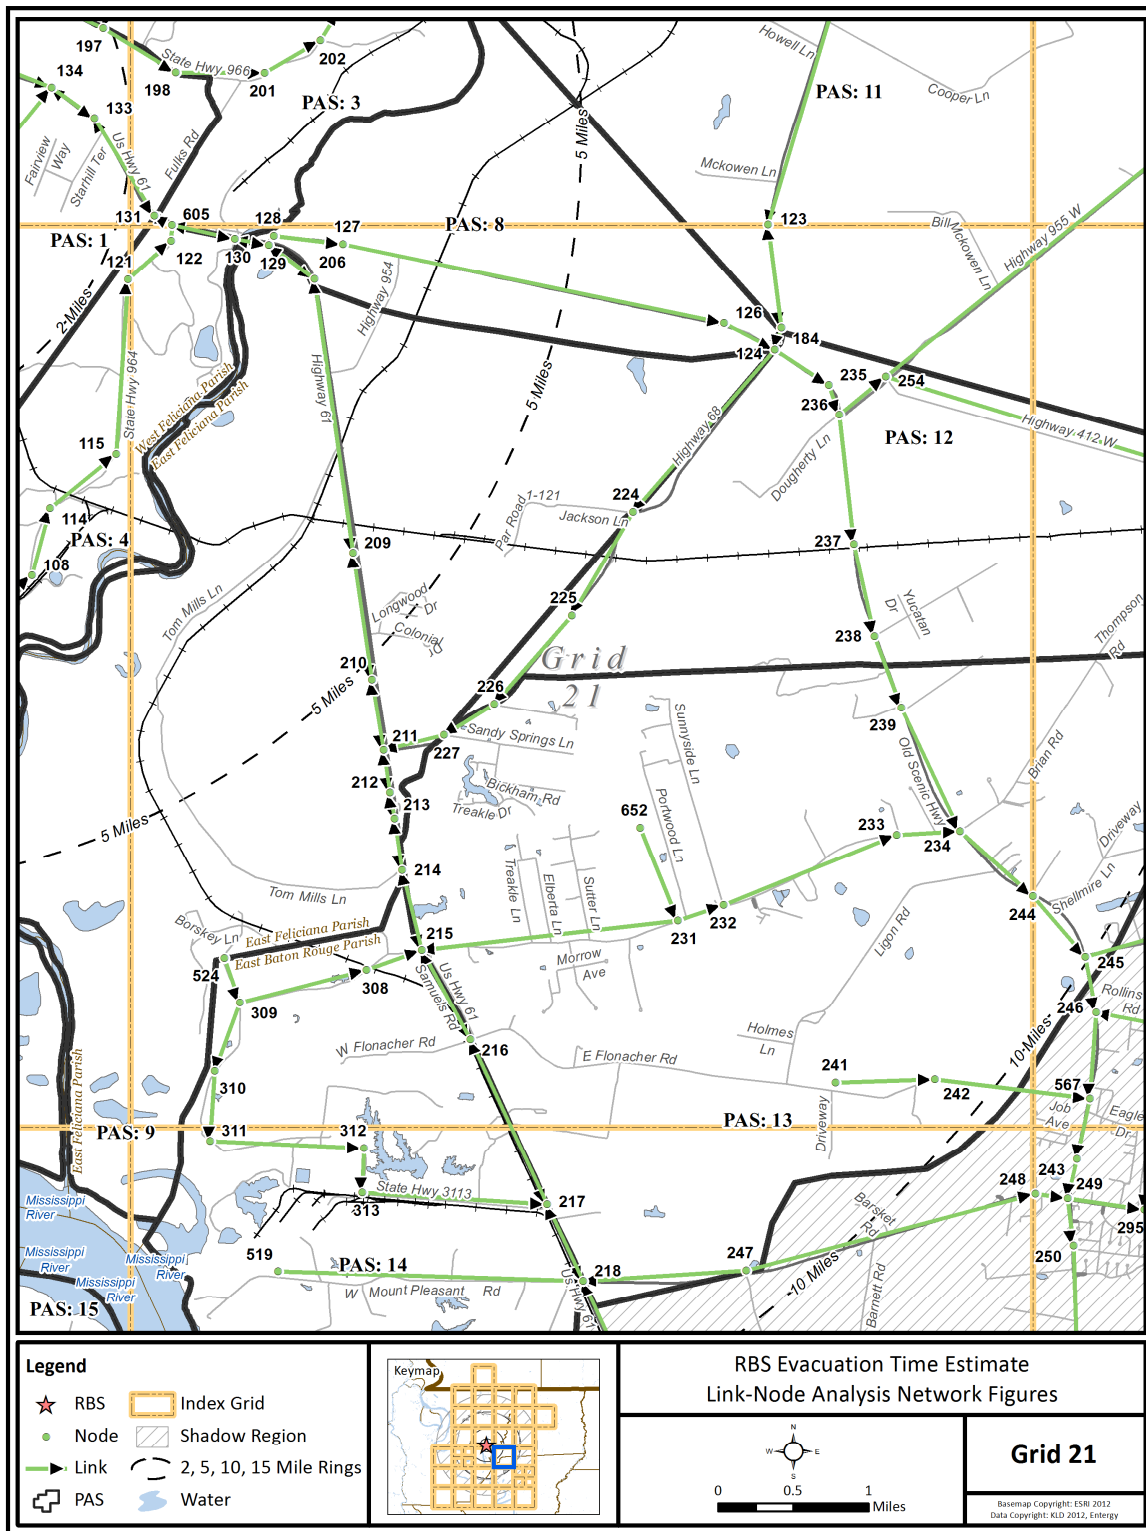 197
State Hwy 966
202
198
201
134
133
PAS: 3
Howell Ln
PAS: 11
Cooper Ln
5 Miles
Fairview Way
Starhill Ter
Us Hwy 61
Fulks Rd
Mckowen Ln
131
605
128
127
PAS: 8
123
Bill Mckowen Ln
Highway 955 W
PAS: 1
121
122
130
129
206
2 Miles
Highway 954
126
184
124
State Hwy 964
Highway 61
West Feliciana Parish
East Feliciana Parish
5 Miles
235
254
236
Highway 68
PAS: 12
Highway 412 W
115
Dougherty Ln
224
Par Road 1-121
Jackson Ln
114
PAS: 4
108
209
237
Tom Mills Ln
Longwood Dr
Colonial Dr
225
Yucatan Dr
238
Thompson Rd
Grid 21
210
5 Miles
226
239
211
227
Sandy Springs Ln
Sunnyside Ln
Old Scenic Hwy
Brian Rd
212
213
Bickham Rd
Treakle Dr
Portwood Ln
652
233
234
Driveway
5 Miles
214
Tom Mills Ln
Treakle Ln
Elberta Ln
Sutter Ln
232
231
241
244
Shellmire Ln
Borskey Ln
East Feliciana Parish
East Baton Rouge Parish
215
Morrow Ave
Ligon Rd
245
524
308
Us Hwy 61
Samuels Rd
309
246
Rollins Rd
W Flonacher Rd
216
E Flonacher Rd
Holmes Ln
10 Miles
310
241
242
567
Job Ave
Eagle Dr
East Feliciana Parish
PAS: 9
311
312
PAS: 13
Driveway
243
State Hwy 3113
313
217
248
249
295
Mississippi River
Barsket Rd
250
519
PAS: 14
218
247
Mississippi River
Mississippi River
Mississippi River
W Mount Pleasant Rd
Us Hwy 61
10 Miles
Barnett Rd
PAS: 15
Legend
RBS
Index Grid
Node
Shadow Region
Link
2, 5, 10, 15 Mile Rings
PAS
Water
Keymap
RBS Evacuation Time Estimate
Link-Node Analysis Network Figures
N
W E
S
0 0.5 1
Miles
Grid 21
Basemap Copyright: ESRI 2012
Data Copyright: KLD 2012, Entergy